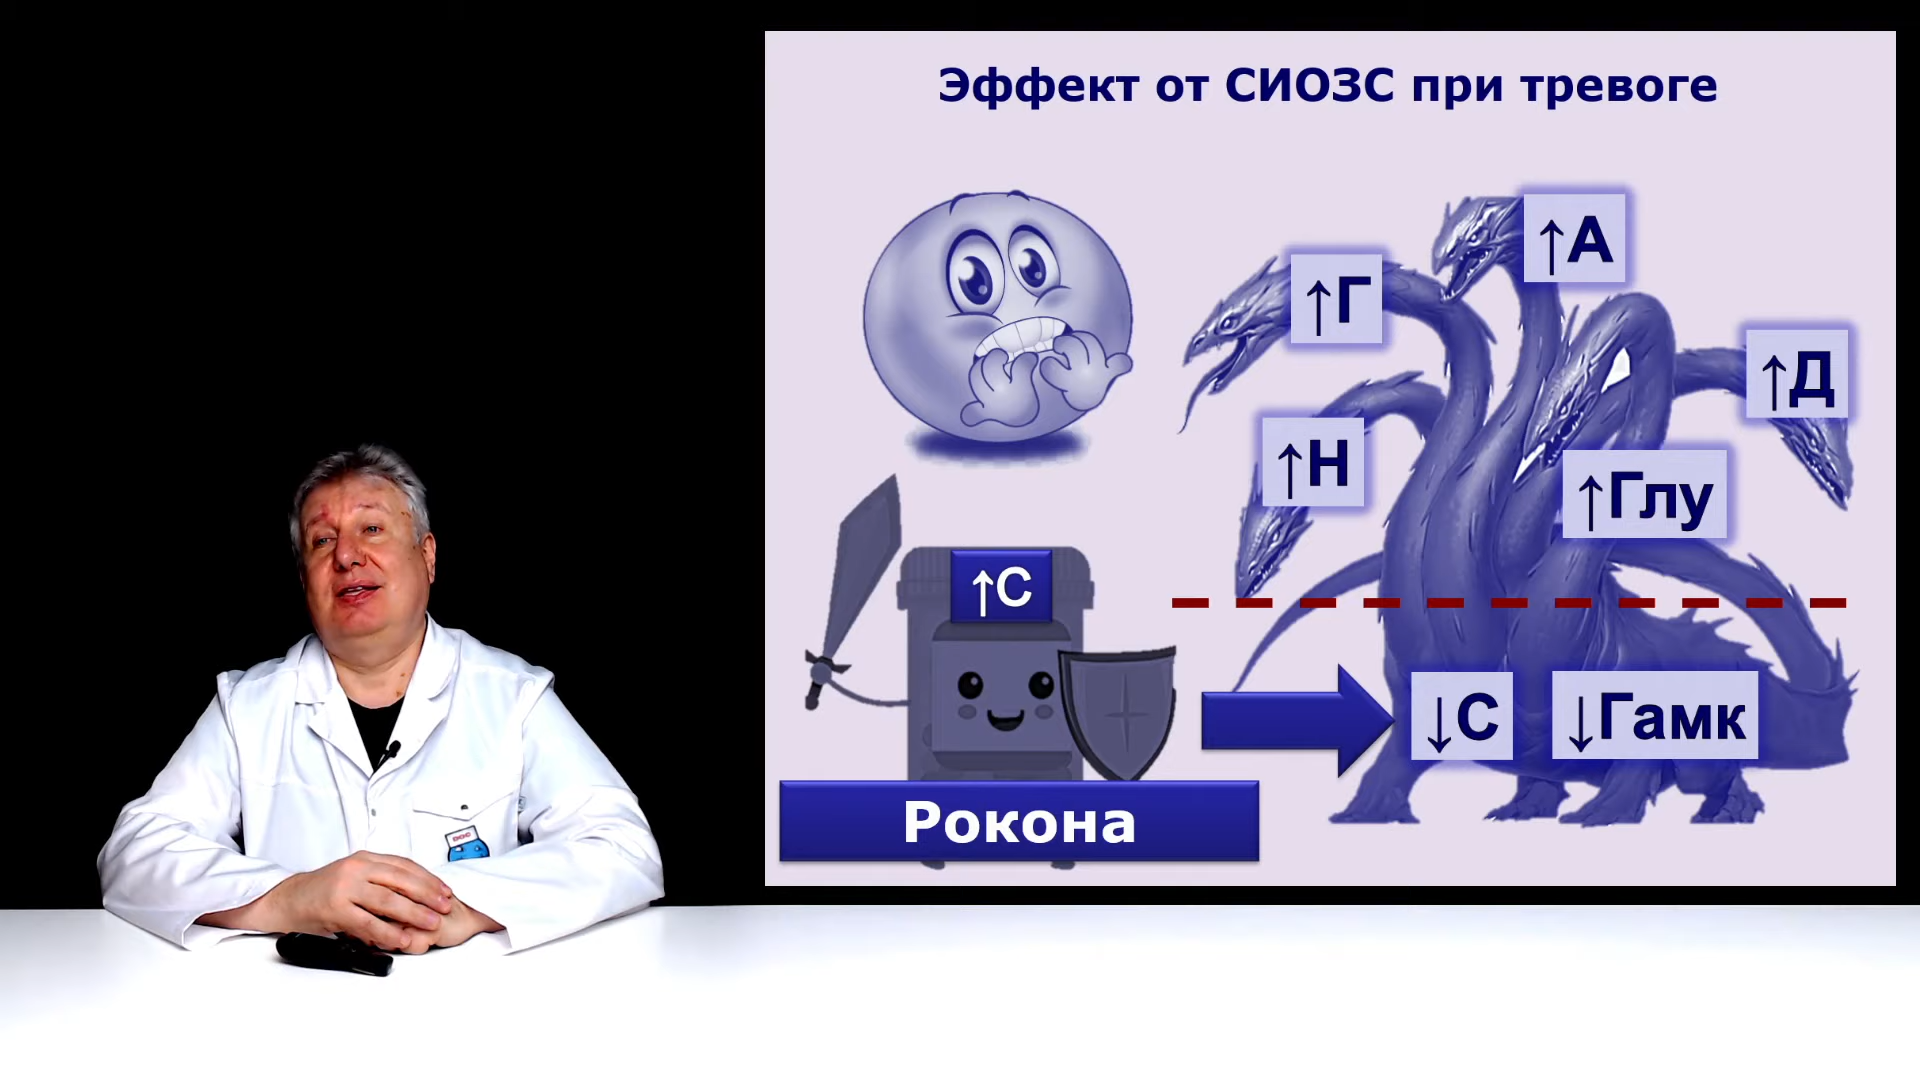 Эффект от СИОЗС при тревоге
↑А
↑Г
↑Д
↑Н
↑Глу
↑С
↓С
↓Гамк
Рокона